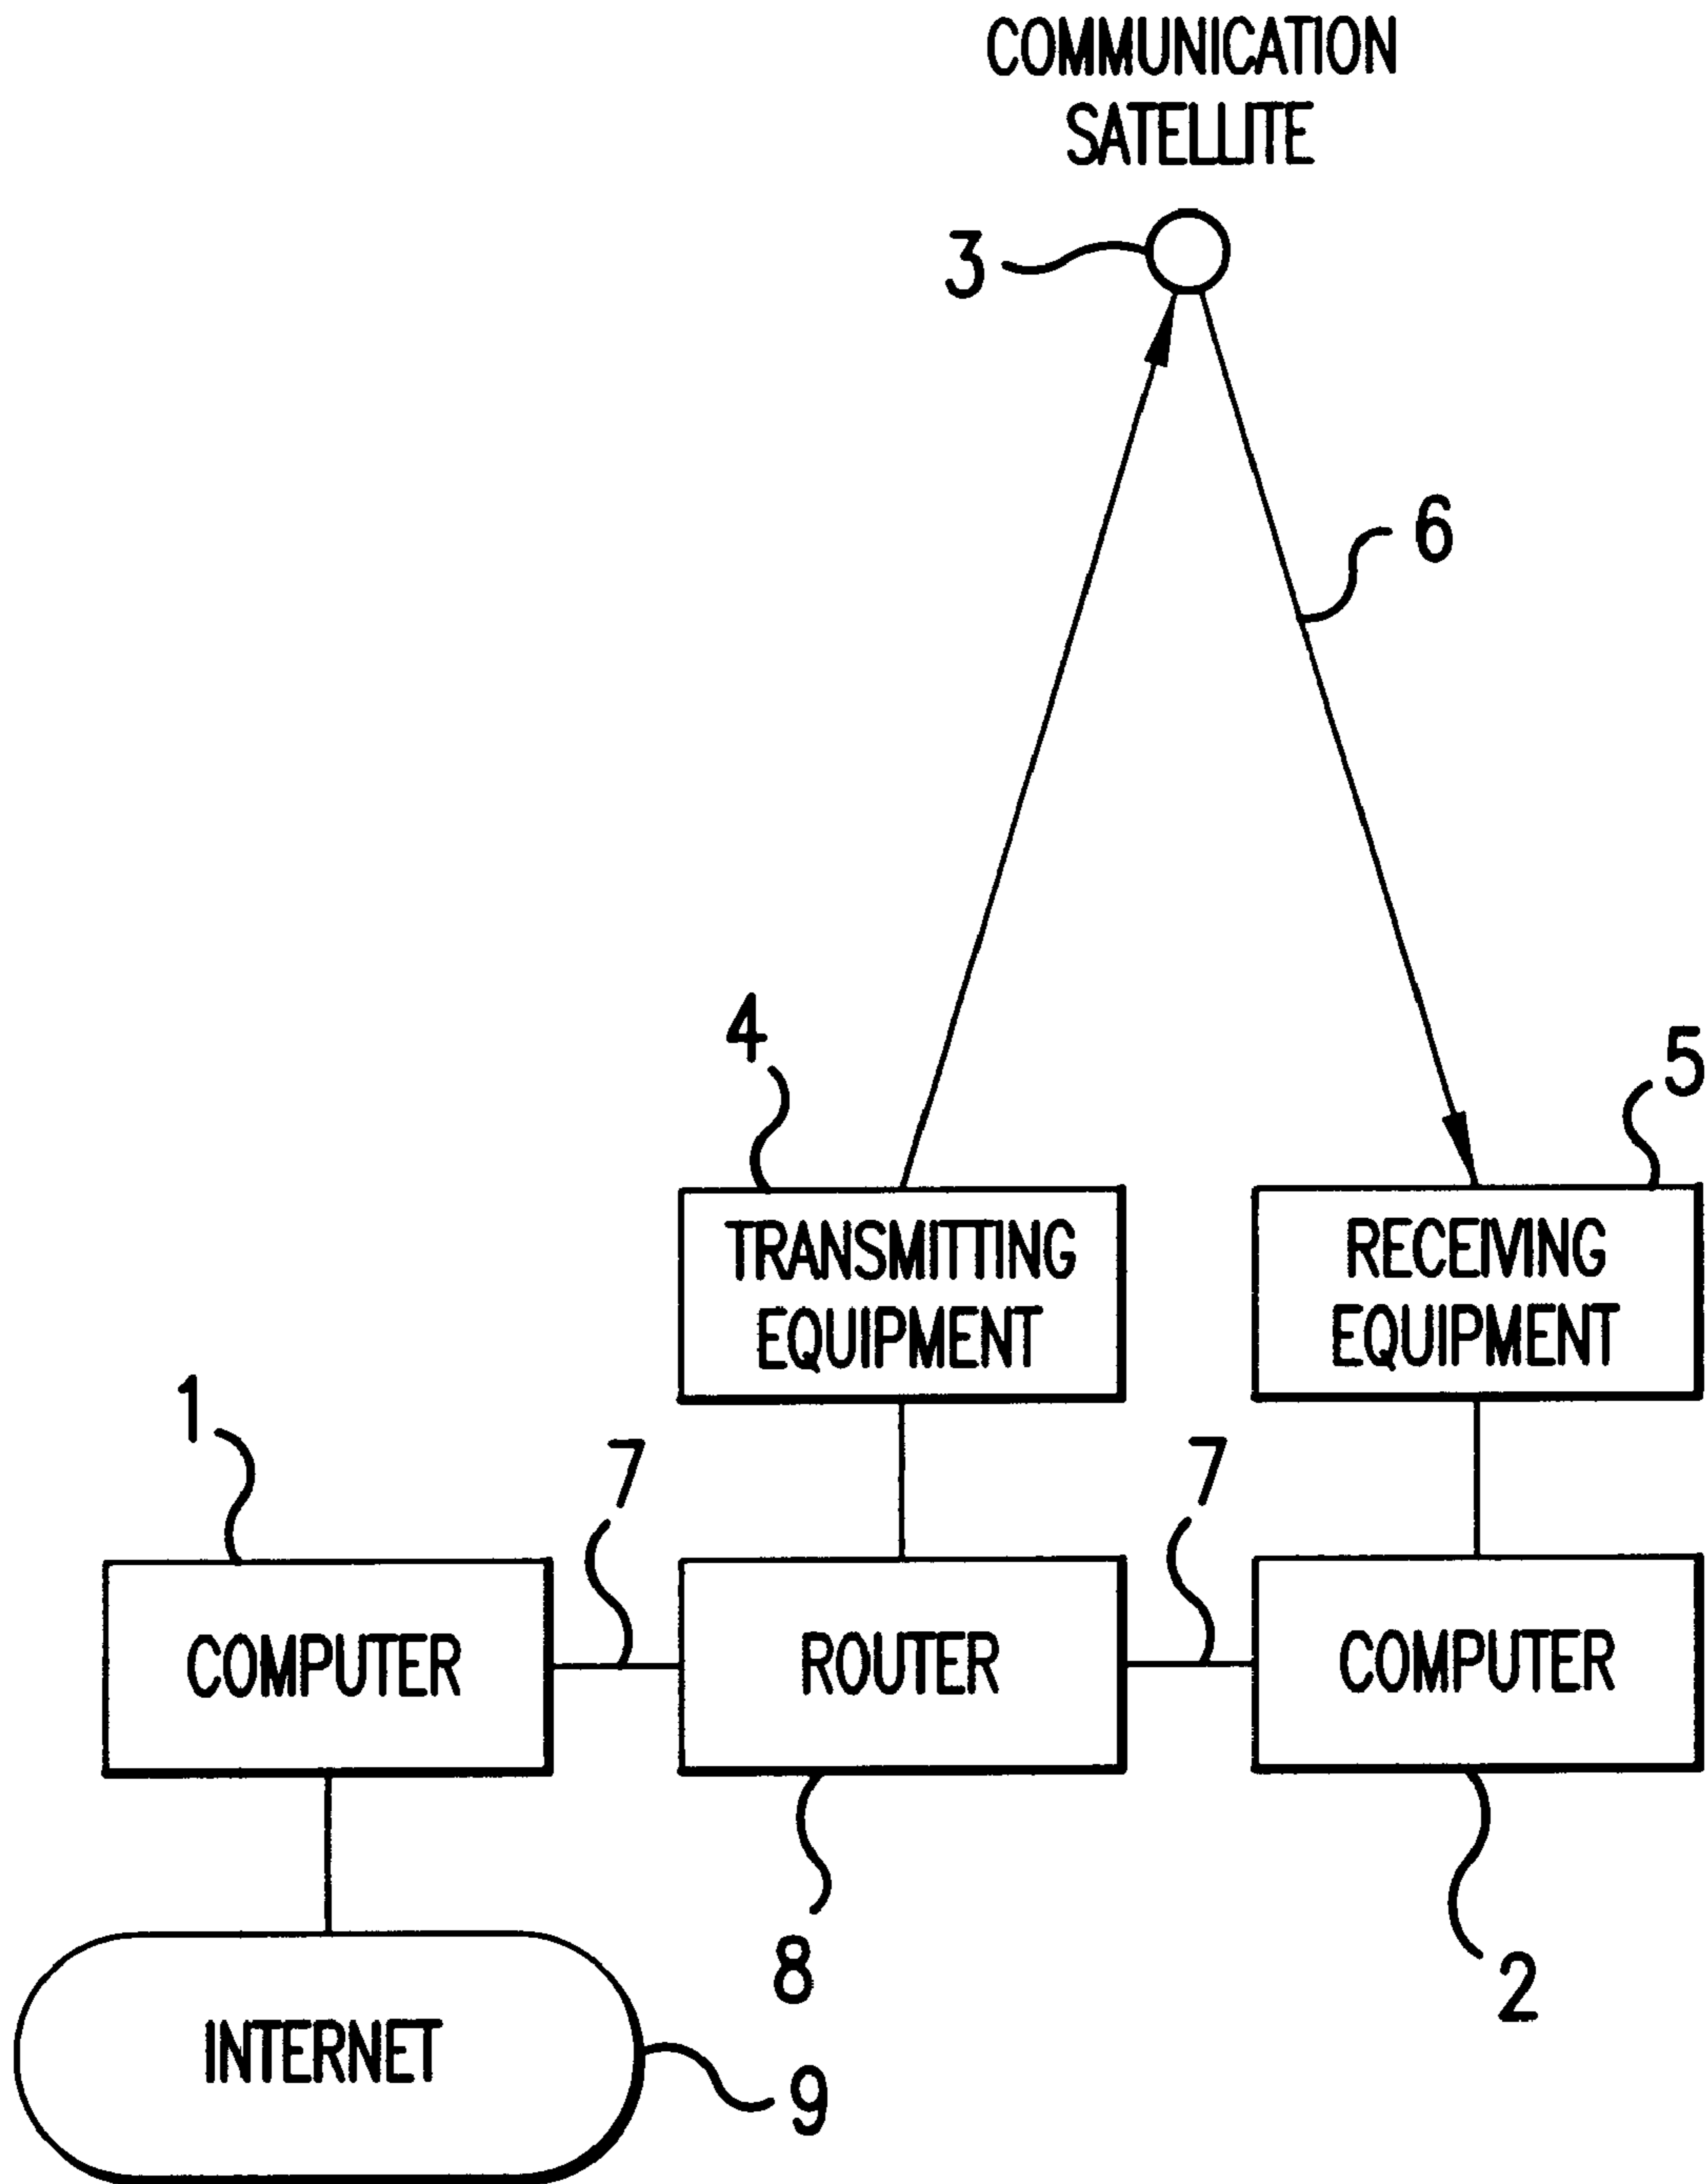 COMMUNICATION
SATELLITE
3
6
4
5
TRANSMITTING
EQUIPMENT
RECEIVING
EQUIPMENT
1
7
7
COMPUTER
ROUTER
COMPUTER
8
2
INTERNET
9